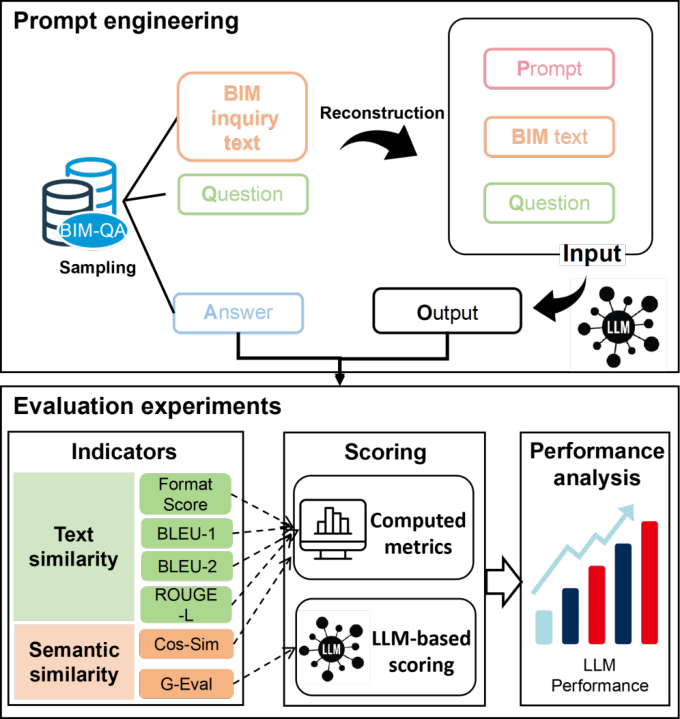 Prompt engineering
BIM
inquiry
text
Reconstruction
Prompt
BIM text
Question
Question
BIM-QA
Sampling
Input
Answer
Output
LLM
Evaluation experiments
Indicators
Text
similarity
Format
Score
BLEU-1
BLEU-2
ROUGE
-L
Semantic
similarity
Cos-Sim
G-Eval
Scoring
Computed
metrics
LLM
LLM-based
scoring
Performance
analysis
LLM
Performance